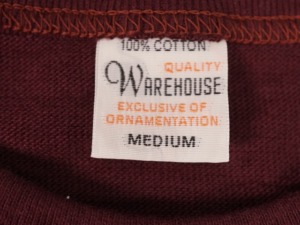 100% COTTON
QUALITY
WAREHOUSE
EXCLUSIVE OF
ORNAMENTATION
MEDIUM